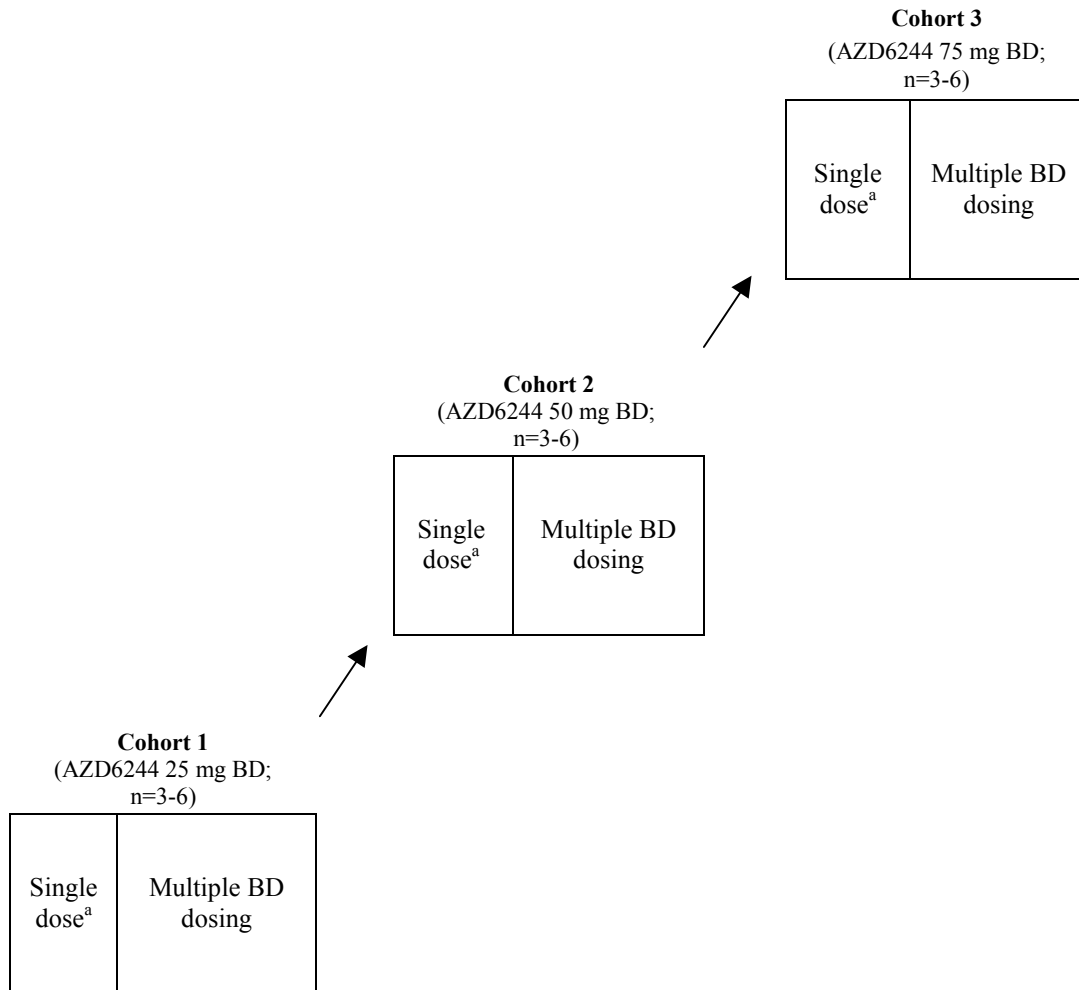 Cohort 3
(AZD6244 75 mg BD;
n=3-6)
Single
doseᵃ
Multiple BD
dosing
Cohort 2
(AZD6244 50 mg BD;
n=3-6)
Single
doseᵃ
Multiple BD
dosing
Cohort 1
(AZD6244 25 mg BD;
n=3-6)
Single
doseᵃ
Multiple BD
dosing